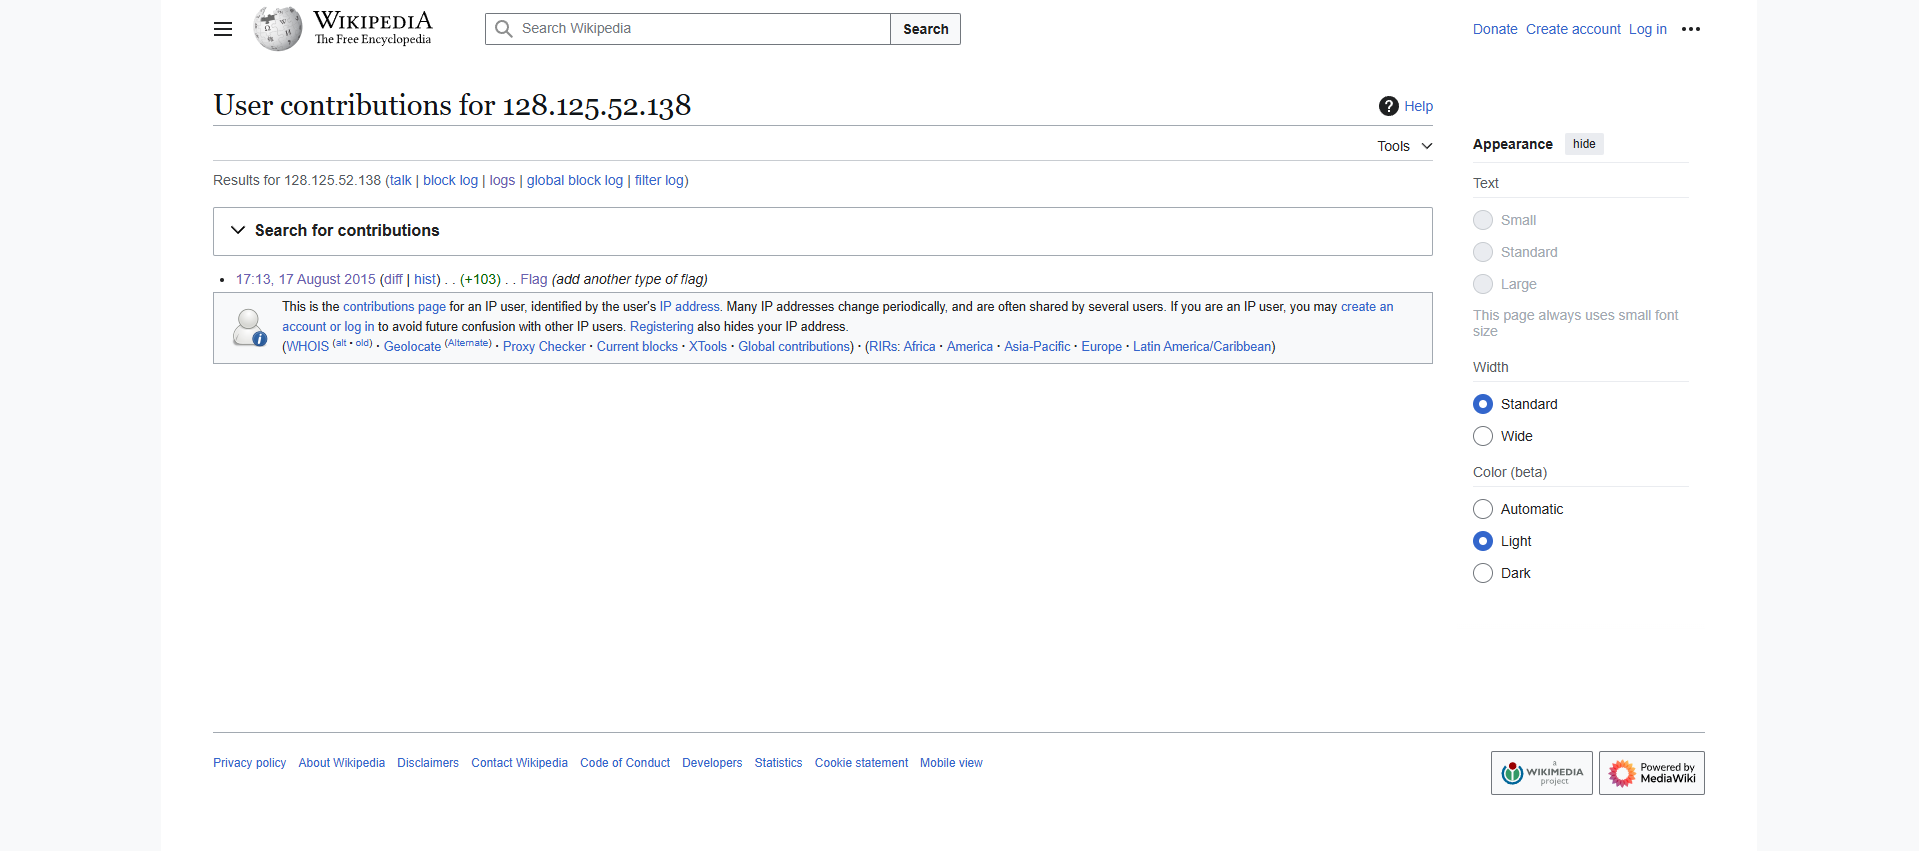 WIKIPEDIA
The Free Encyclopedia
Search Wikipedia
Search
Donate Create account Log in
User contributions for 128.125.52.138
Help
Tools
Results for 128.125.52.138 (talk | block log | logs | global block log | filter log)
Search for contributions
17:13, 17 August 2015 (diff | hist) . . (+103) . . Flag (add another type of flag)
This is the contributions page for an IP user, identified by the user's IP address. Many IP addresses change periodically, and are often shared by several users. If you are an IP user, you may create an
account or log in to avoid future confusion with other IP users. Registering also hides your IP address.
(WHOIS (alt • old) · Geolocate (Alternate) · Proxy Checker · Current blocks · XTools · Global contributions) · (RIRs: Africa · America · Asia-Pacific · Europe · Latin America/Caribbean)
Appearance hide
Text
Small
Standard
Large
This page always uses small font
size
Width
Standard
Wide
Color (beta)
Automatic
Light
Dark
Privacy policy About Wikipedia Disclaimers Contact Wikipedia Code of Conduct Developers Statistics Cookie statement Mobile view
a
WIKIMEDIA
project
Powered by
MediaWiki